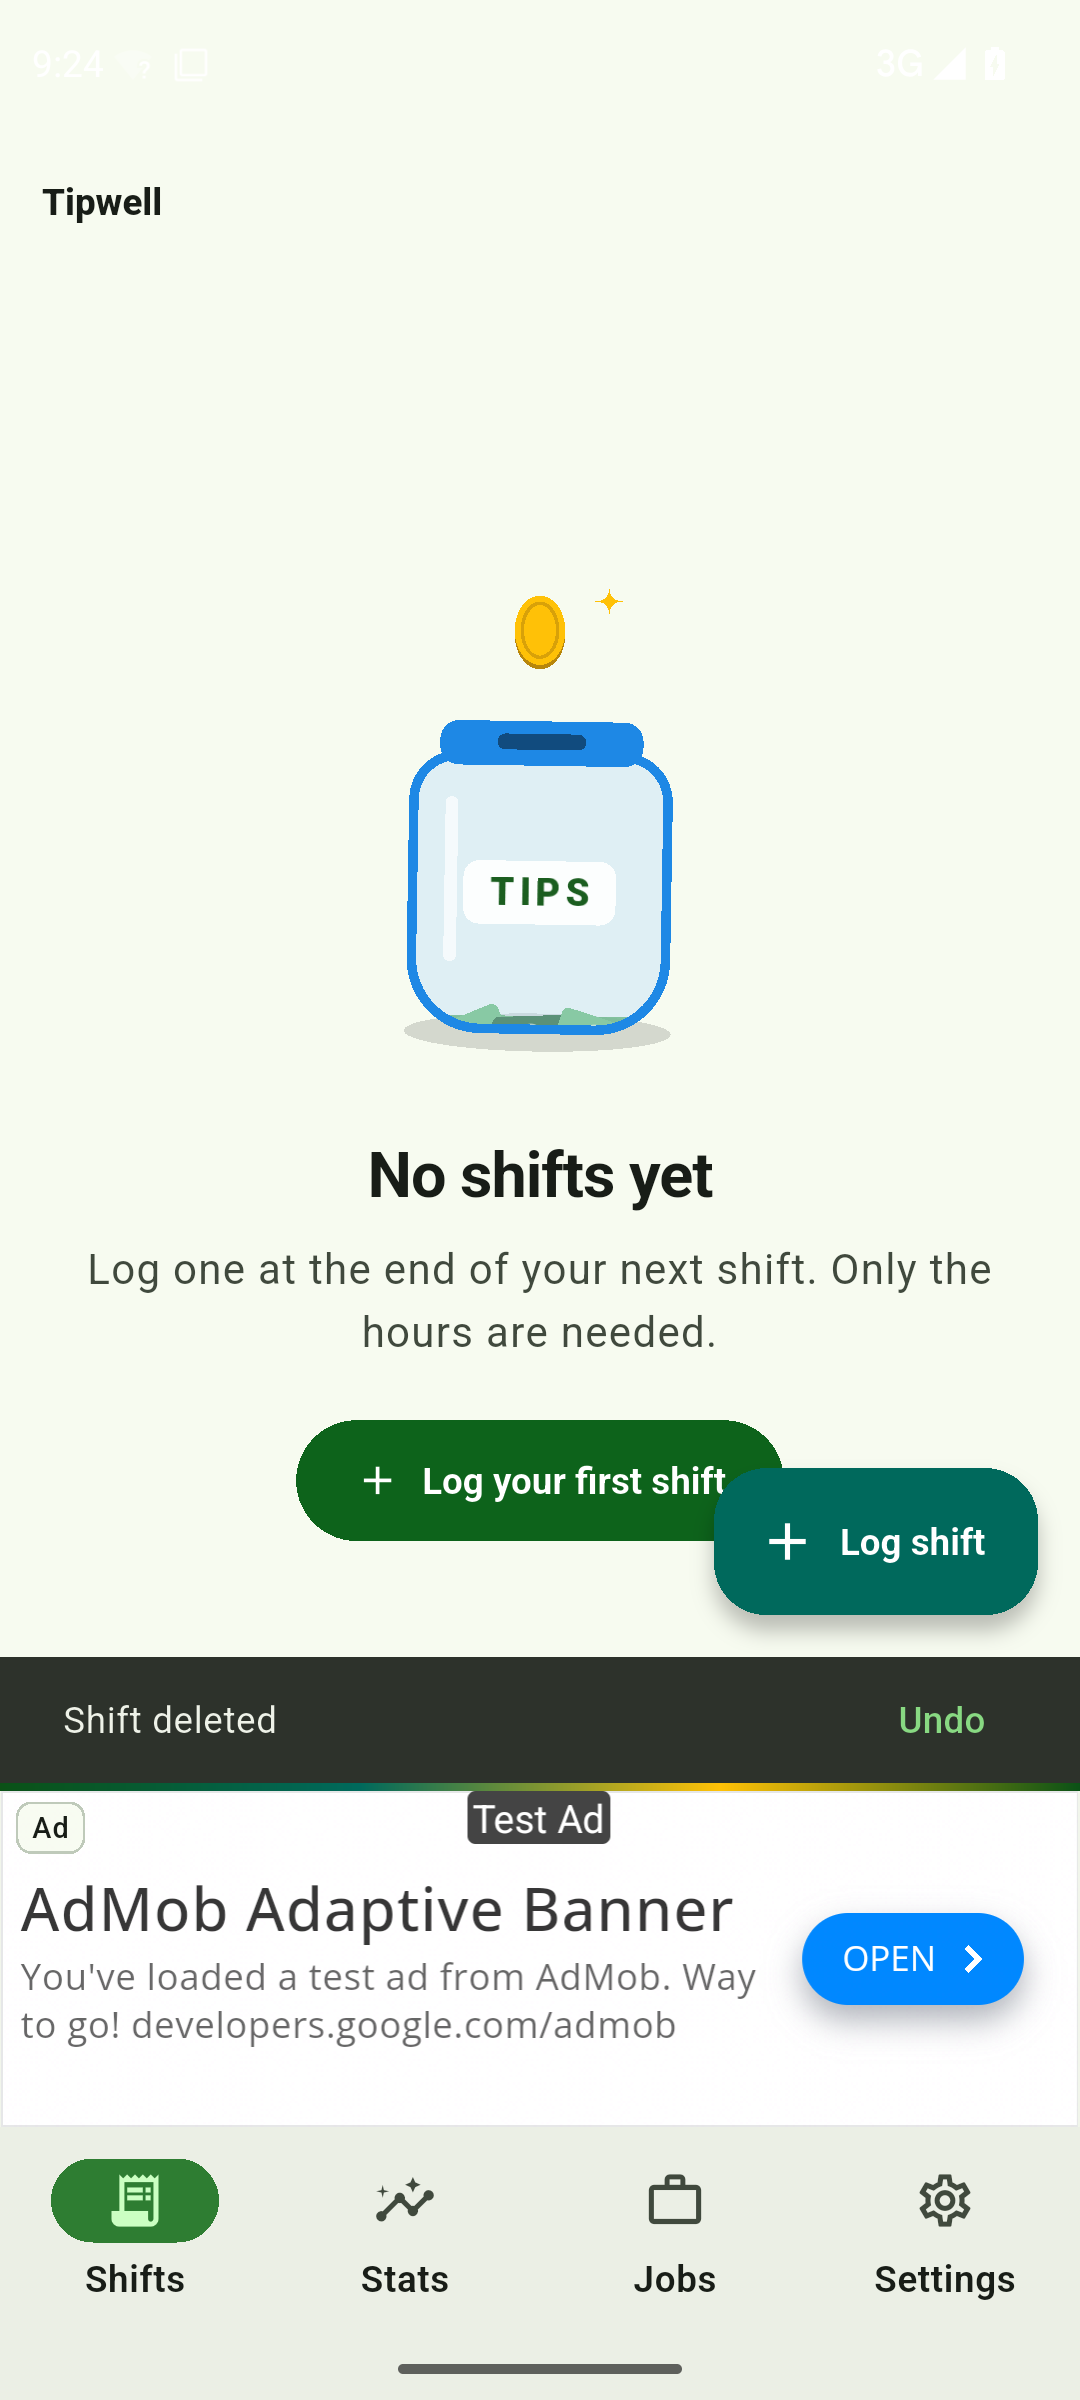 9:24
3G
Tipwell
TIPS
No shifts yet
Log one at the end of your next shift. Only the
hours are needed.
Log your first shift
Log shift
Shift deleted
Undo
Ad
Test Ad
AdMob Adaptive Banner
You've loaded a test ad from AdMob. Way
to go! developers.google.com/admob
OPEN
Shifts
Stats
Jobs
Settings